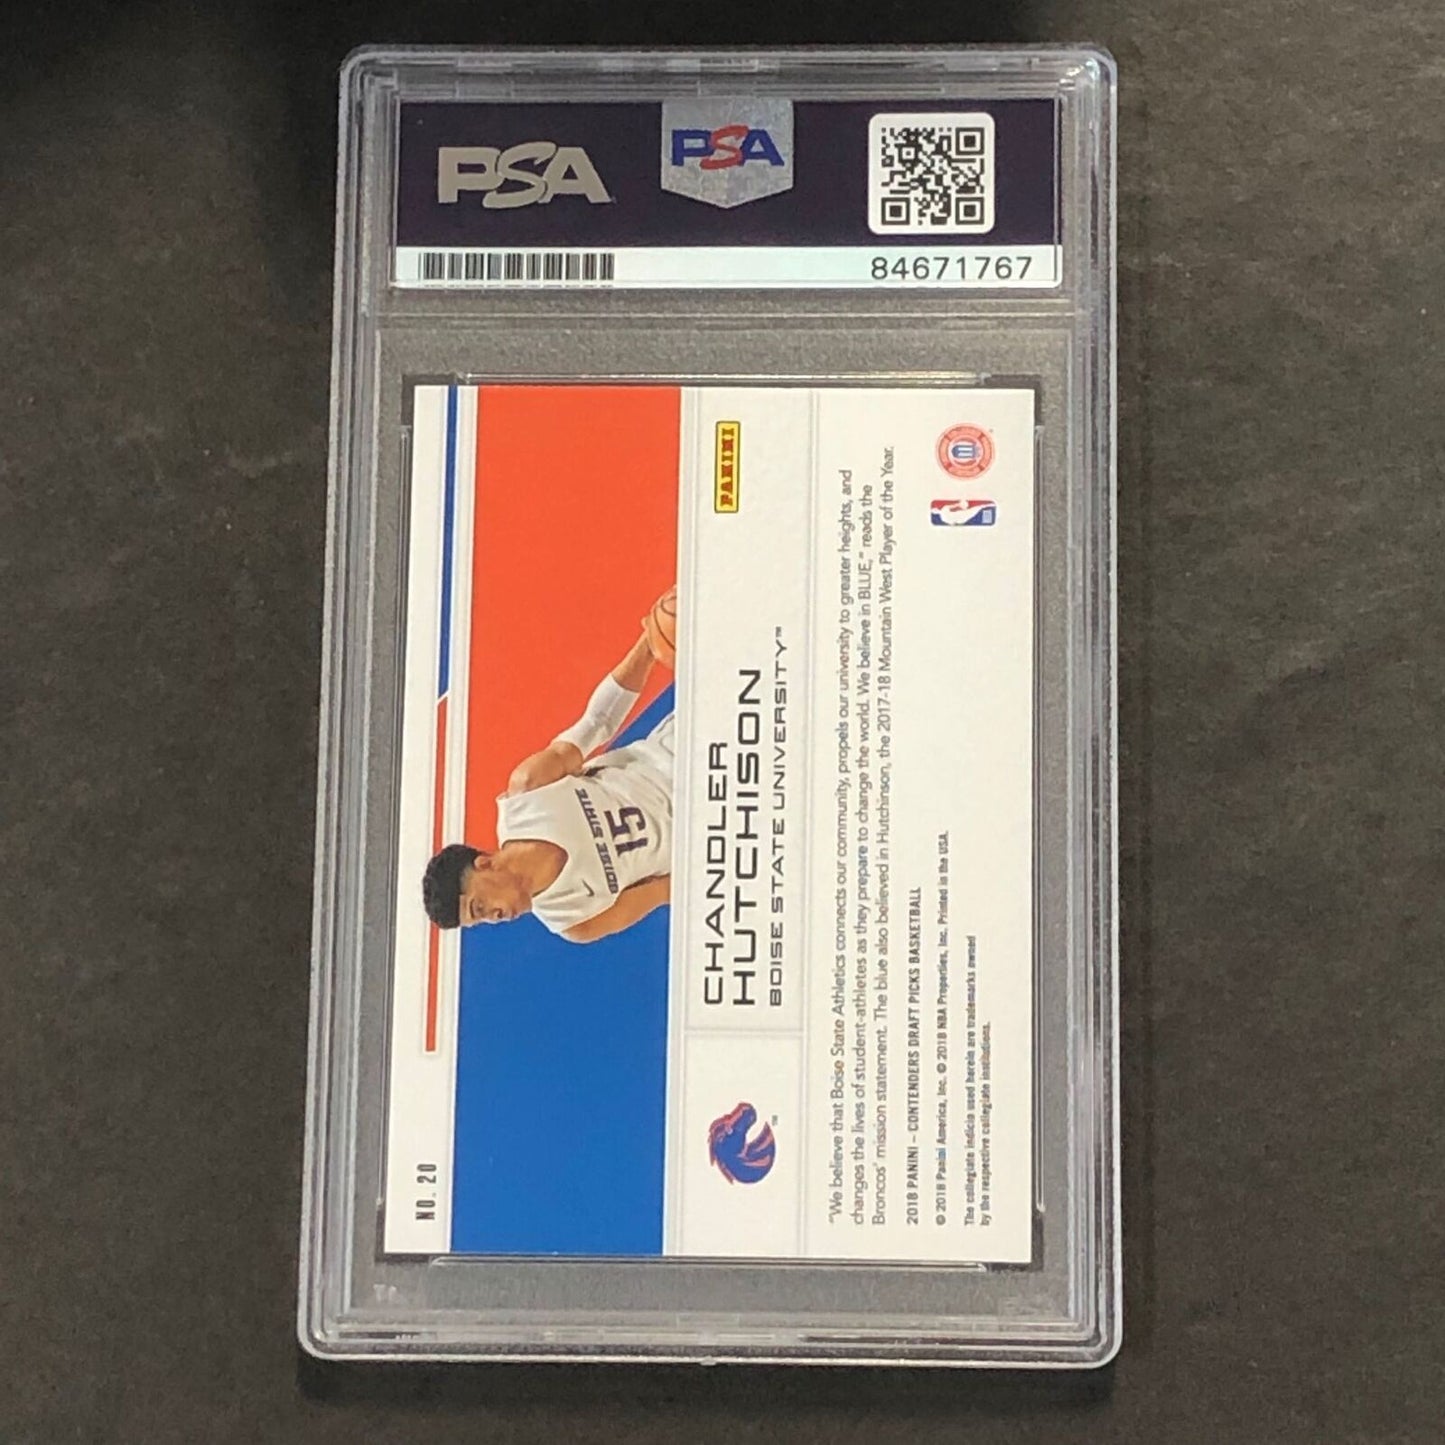 PSA
PSA
84671767
NO. 20
BOISE STATE
15
CHANDLER
HUTCHISON
BOISE STATE UNIVERSITY™
PANINI
"We believe that Boise State Athletics connects our community, propels our university to greater heights, and
changes the lives of student-athletes as they prepare to change the world. We believe in BLUE," reads the
Broncos' mission statement. The blue also believed in Hutchinson, the 2017-18 Mountain West Player of the Year.
2018 PANINI – CONTENDERS DRAFT PICKS BASKETBALL
© 2018 Panini America, Inc. © 2018 NBA Properties, Inc. Printed in the USA.
The collegiate indicia used herein are trademarks owned
by the respective collegiate institutions.